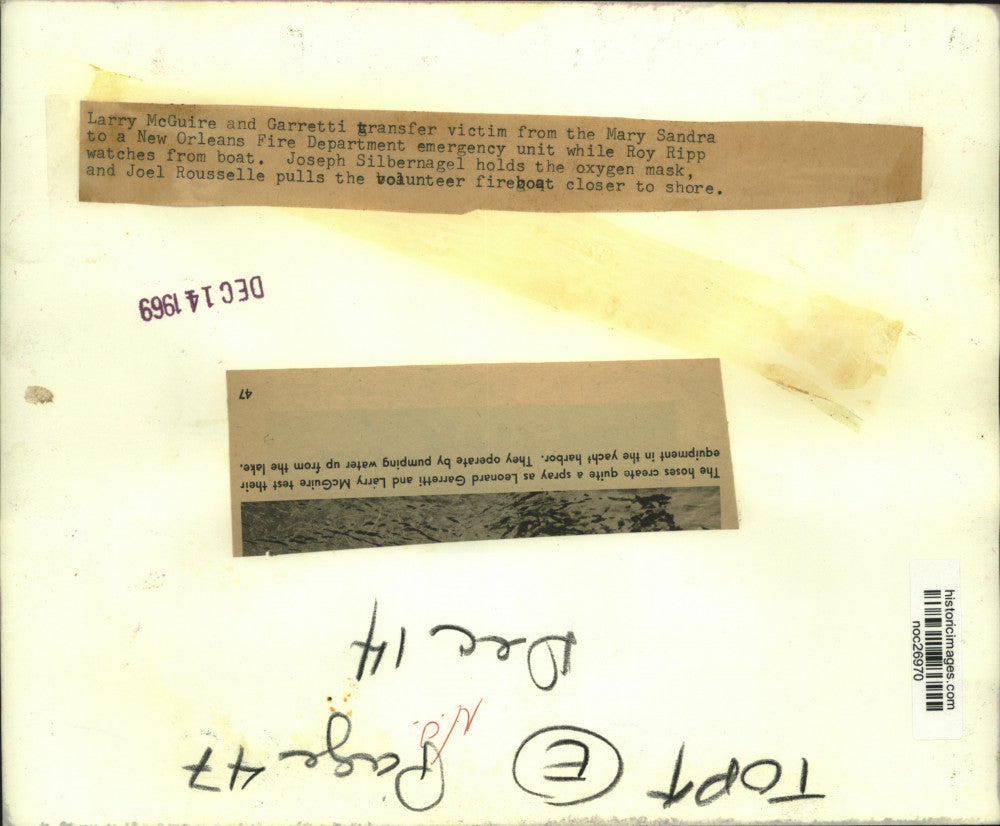 Larry McGuire and Garretti transfer victim from the Mary Sandra
to a New Orleans Fire Department emergency unit while Roy Ripp
watches from boat. Joseph Silbernagel holds the oxygen mask,
and Joel Rousselle pulls the volunteer fireboat closer to shore.
DEC 14 1969
The hoses create quite a spray as Leonard Garretti and Larry McGuire test their
equipment in the yacht harbor. They operate by pumping water up from the lake.
47
historicimages.com
noc26970
Dec 14
E Page 47